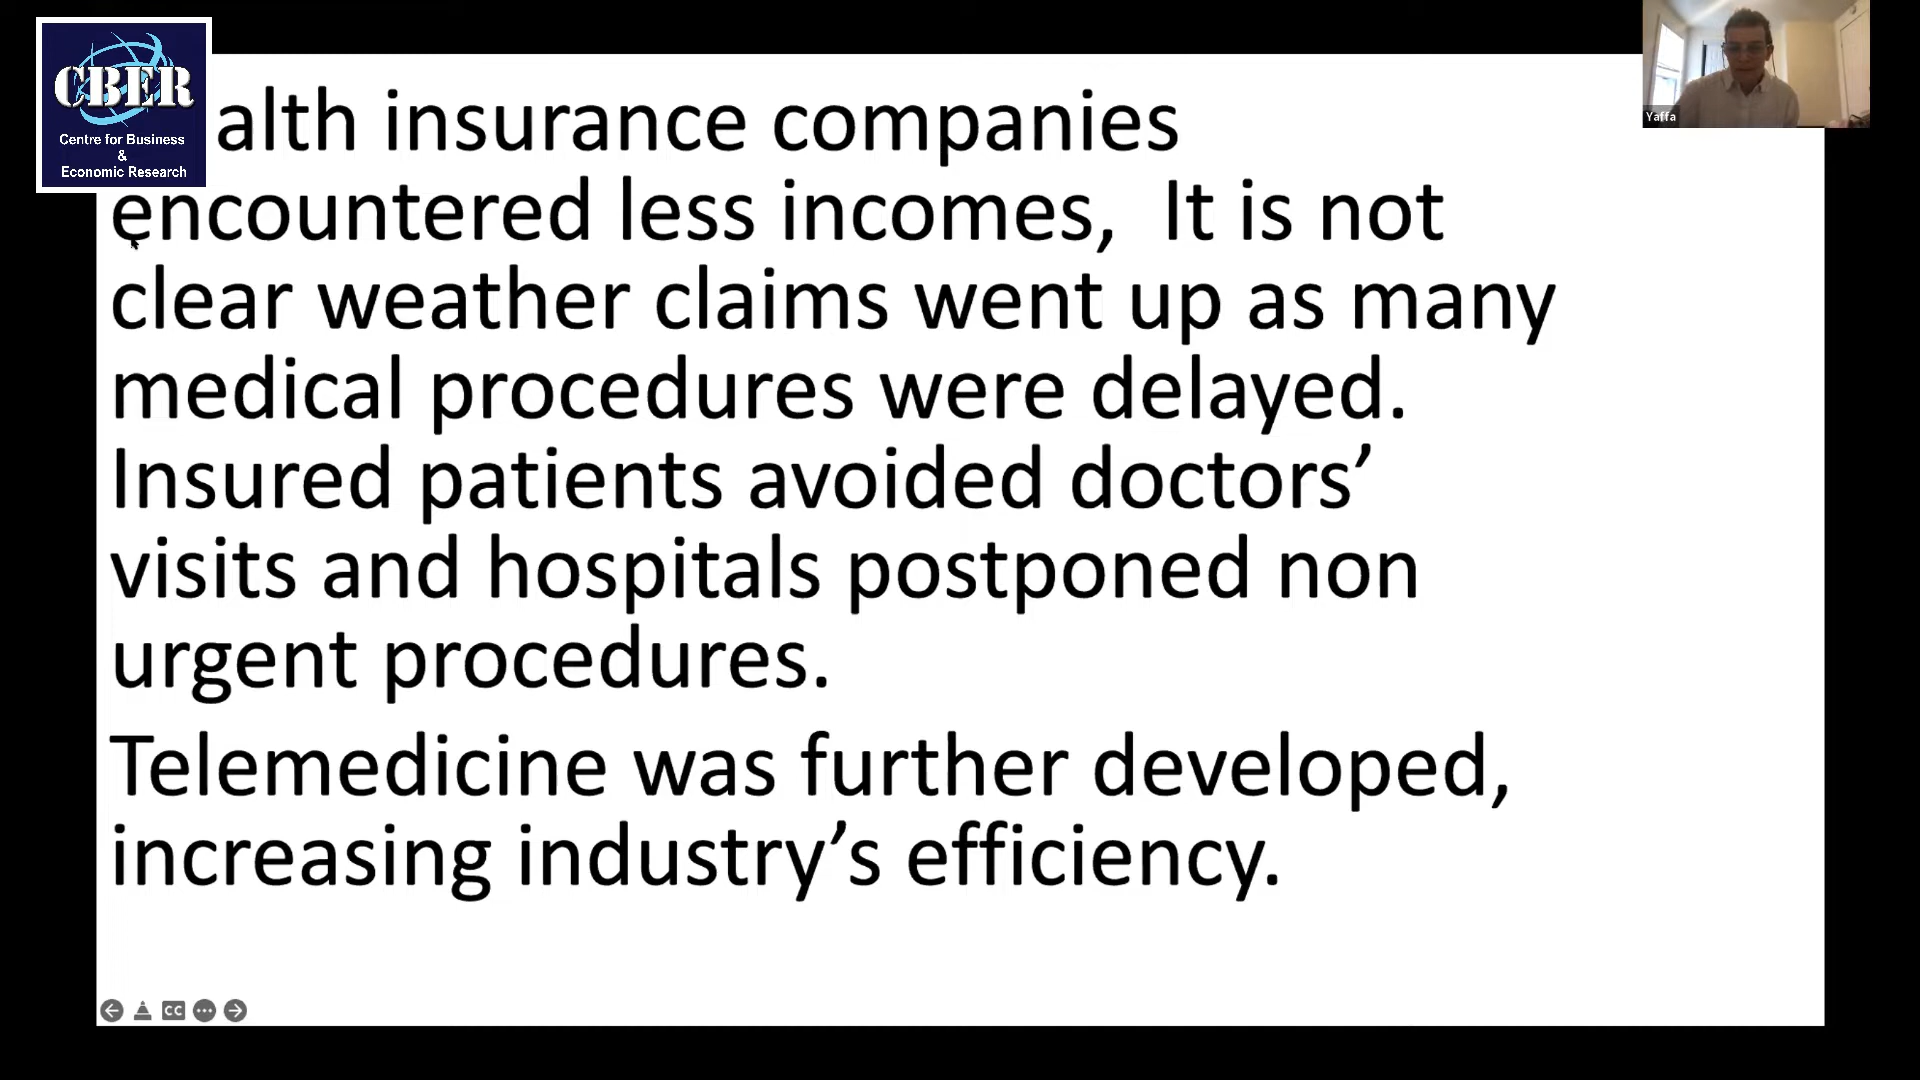 CBER
Centre for Business
&
Economic Research
Yaffa
alth insurance companies
encountered less incomes,  It is not
clear weather claims went up as many
medical procedures were delayed.
Insured patients avoided doctors’
visits and hospitals postponed non
urgent procedures.
Telemedicine was further developed,
increasing industry’s efficiency.
CC